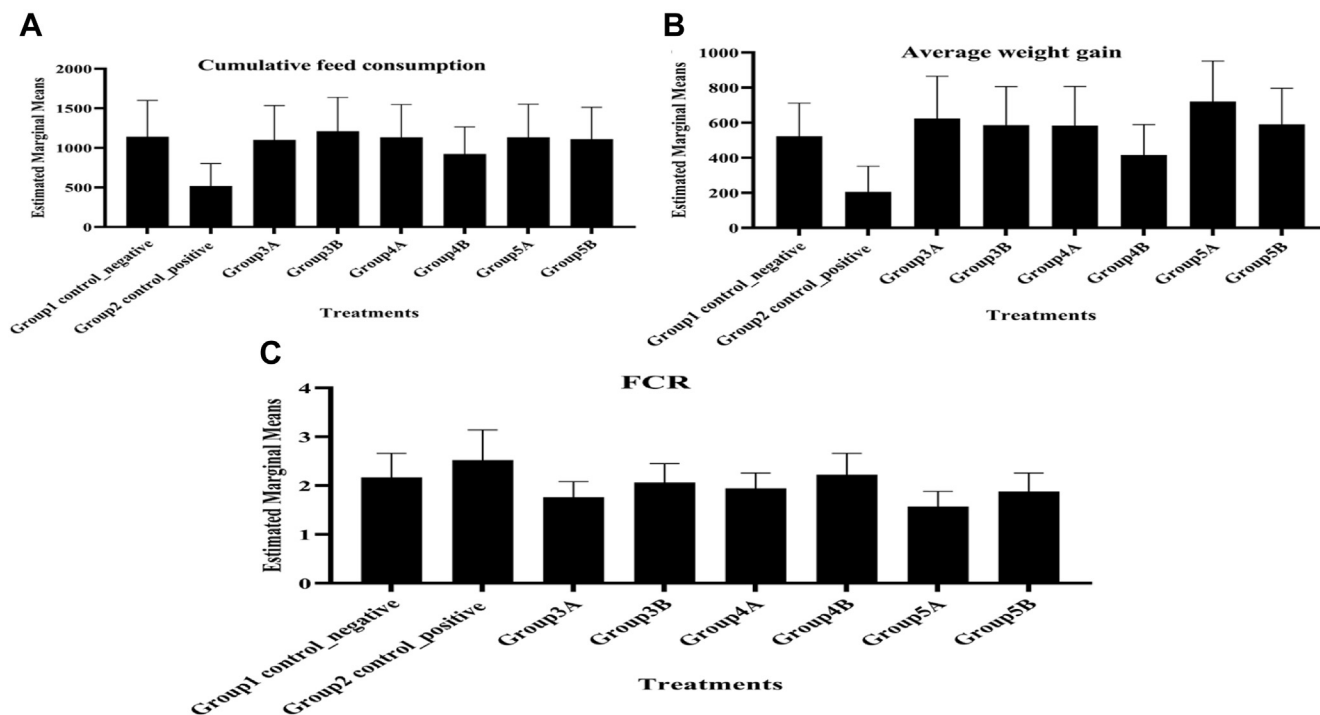 A
Cumulative feed consumption
Estimated Marginal Means
2000
1500
1000
500
0
Group1 control_negative
Group2 control_positive
Group3A
Group3B
Group4A
Group4B
Group5A
Group5B
Treatments
B
Average weight gain
Estimated Marginal Means
1000
800
600
400
200
0
Group1 control_negative
Group2 control_positive
Group3A
Group3B
Group4A
Group4B
Group5A
Group5B
Treatments
C
FCR
Estimated Marginal Means
4
3
2
1
0
Group1 control_negative
Group2 control_positive
Group3A
Group3B
Group4A
Group4B
Group5A
Group5B
Treatments